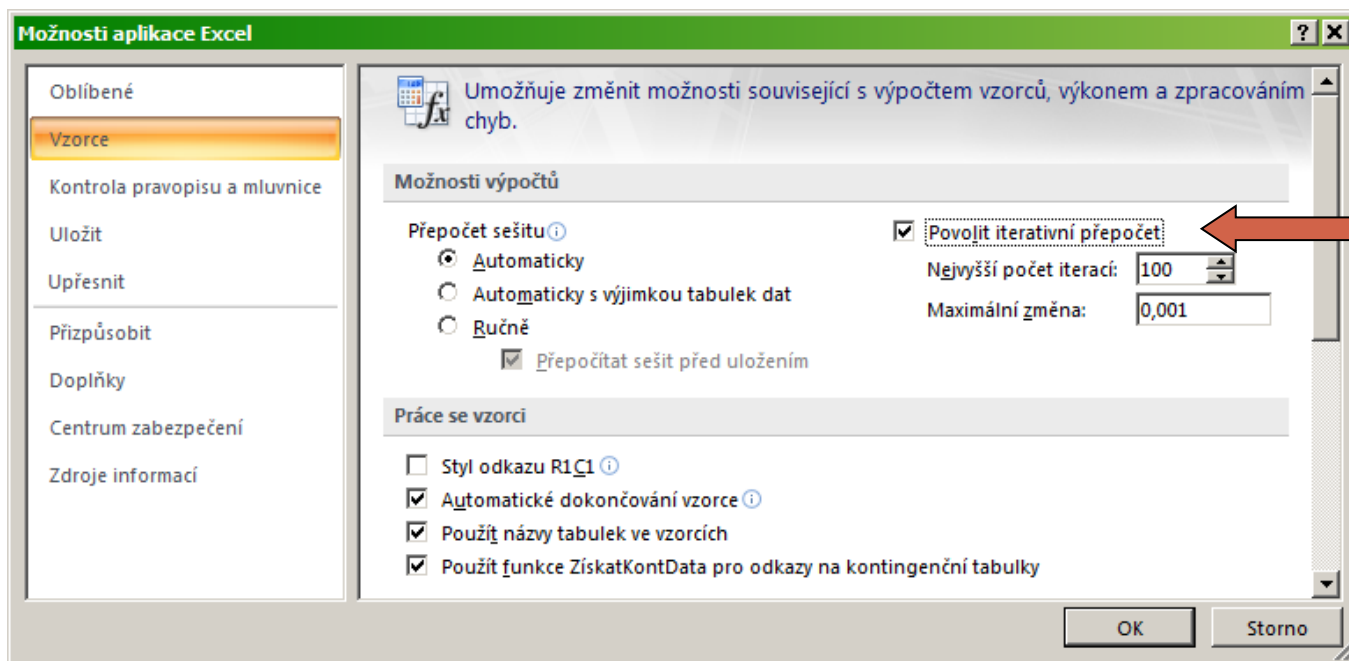 Možnosti aplikace Excel
Oblíbené
Vzorce
Kontrola pravopisu a mluvnice
Uložit
Upřesnit
Přizpůsobit
Doplňky
Centrum zabezpečení
Zdroje informací
Umožňuje změnit možnosti související s výpočtem vzorců, výkonem a zpracováním
chyb.
Možnosti výpočtů
Přepočet sešitu
Automaticky
Automaticky s výjimkou tabulek dat
Ručně
Přepočítat sešit před uložením
Povolit iterativní přepočet
Nejvyšší počet iterací: 100
Maximální změna: 0,001
Práce se vzorci
Styl odkazu R1C1
Automatické dokončování vzorce
Použít názvy tabulek ve vzorcích
Použít funkce ZískatKontData pro odkazy na kontingenční tabulky
OK Storno